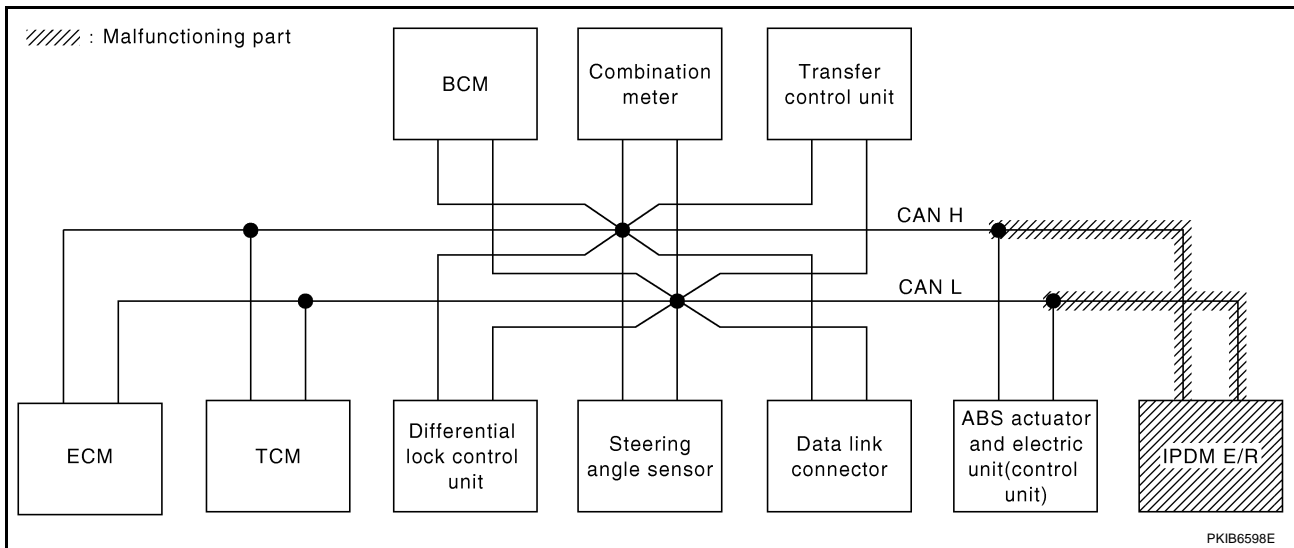 : Malfunctioning part
BCM
Combination
meter
Transfer
control unit
CAN H
CAN L
ECM
TCM
Differential
lock control
unit
Steering
angle sensor
Data link
connector
ABS actuator
and electric
unit(control
unit)
IPDM E/R
PKIB6598E